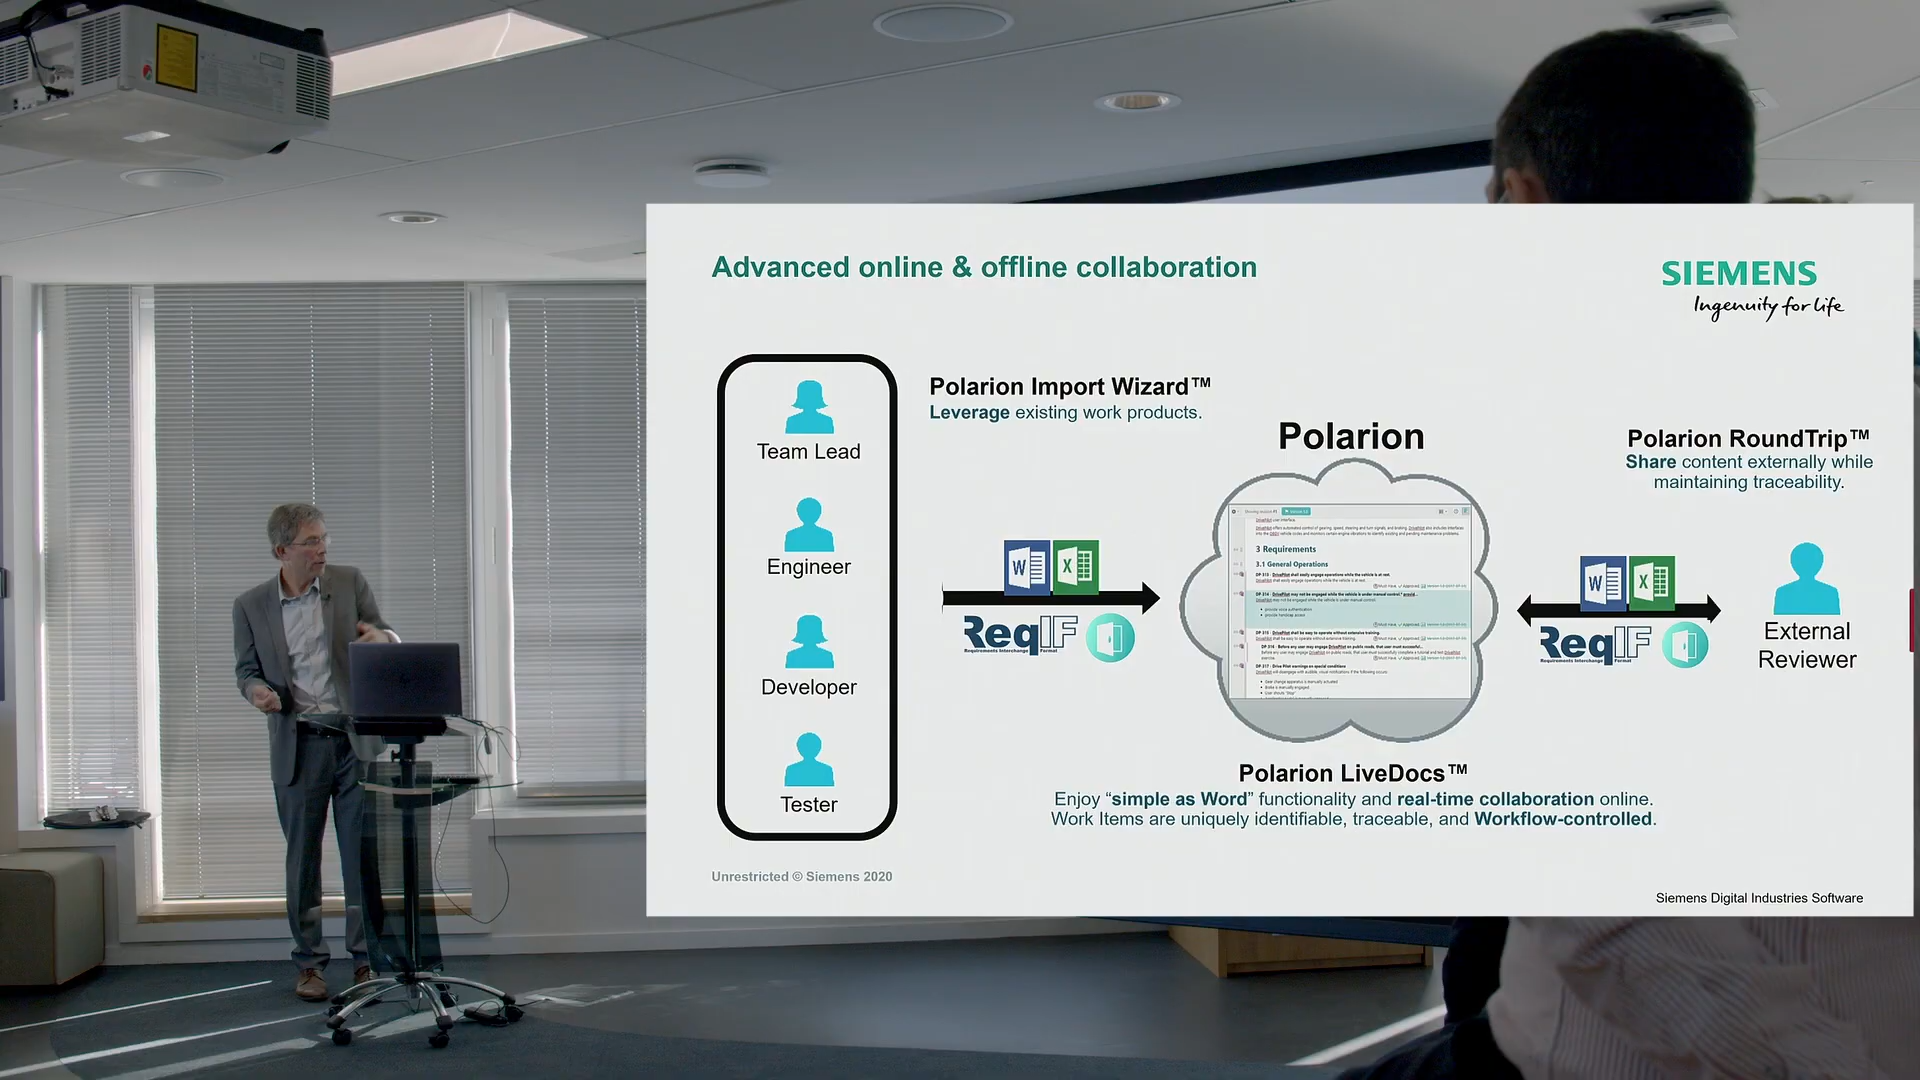 Advanced online & offline collaboration
SIEMENS
Ingenuity for life
Team Lead
Engineer
Developer
Tester
Polarion Import Wizard™
Leverage existing work products.
W X
ReqIF
Requirements Interchange Format
Polarion
3 Requirements
3.1 General Operations
Polarion LiveDocs™
Enjoy “simple as Word” functionality and real-time collaboration online.
Work Items are uniquely identifiable, traceable, and Workflow-controlled.
Polarion RoundTrip™
Share content externally while
maintaining traceability.
W X
ReqIF
Requirements Interchange Format
External
Reviewer
Unrestricted © Siemens 2020
Siemens Digital Industries Software